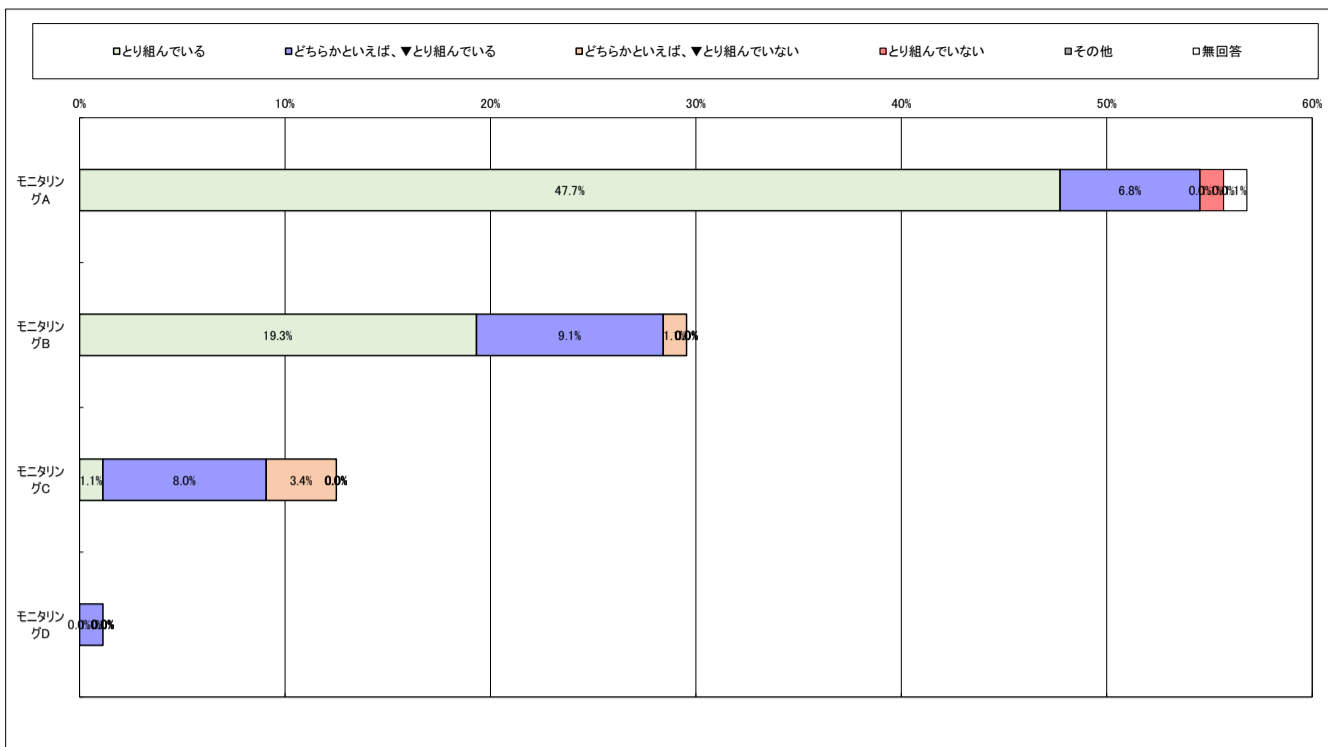 とり組んでいる どちらかといえば、▼とり組んでいる どちらかといえば、▼とり組んでいない とり組んでいない その他 無回答
0% 10% 20% 30% 40% 50% 60%
モニタリン
グA
47.7% 6.8%
モニタリン
グB
19.3% 9.1% 0.0%
モニタリン
グC
1.1% 8.0% 3.4% 0.0%
モニタリン
グD
0.0%